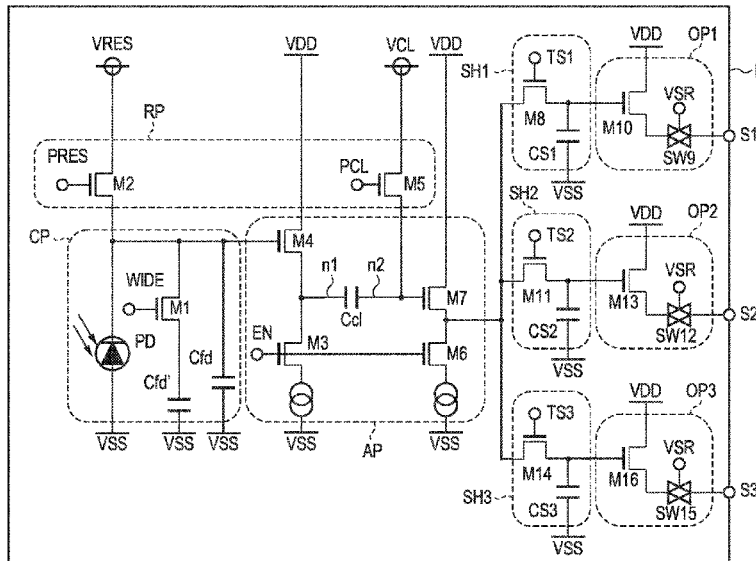 VRES VDD VCL VDD
RP
PRES M2 PCL M5
CP M4 n1 n2 M7
Ccl
WIDE M1 EN M3 M6
PD Cfd' Cfd
VSS VSS VSS VSS VSS
AP
SH1 TS1 VDD OP1
M8 M10 VSR
CS1 SW9 S1
VSS
SH2 TS2 VDD OP2
M11 M13 VSR
CS2 SW12 S2
VSS
TS3 VDD OP3
M14 M16 VSR
SH3 CS3 SW15 S3
VSS